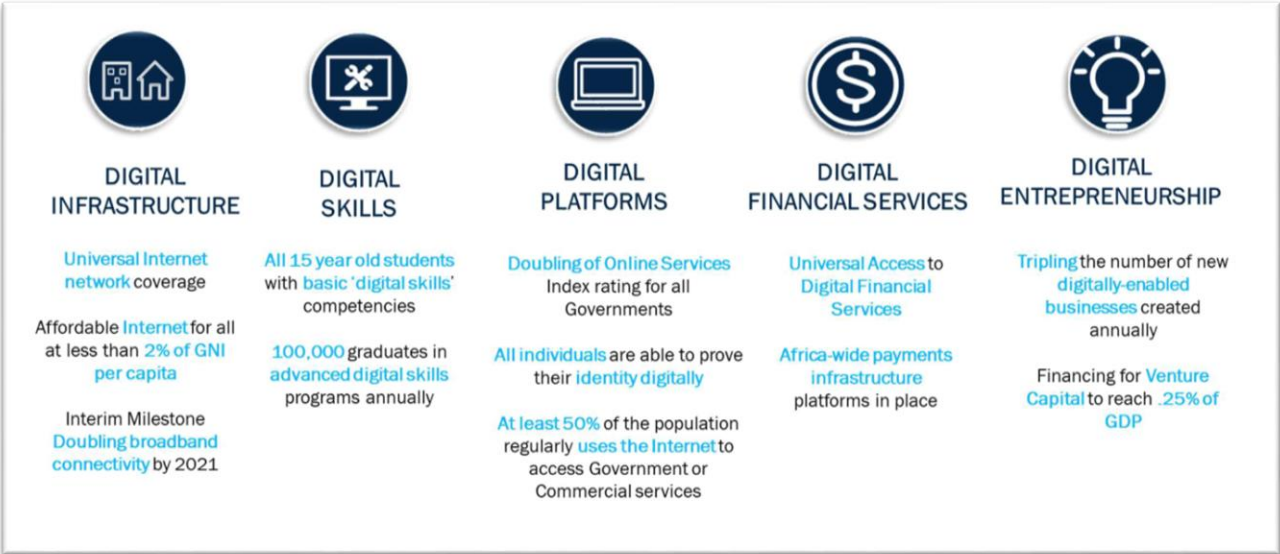 DIGITAL
INFRASTRUCTURE
Universal Internet
network coverage
Affordable Internet for all
at less than 2% of GNI
per capita
Interim Milestone
Doubling broadband
connectivity by 2021
DIGITAL
SKILLS
All 15 year old students
with basic 'digital skills'
competencies
100,000 graduates in
advanced digital skills
programs annually
DIGITAL
PLATFORMS
Doubling of Online Services
Index rating for all
Governments
All individuals are able to prove
their identity digitally
At least 50% of the population
regularly uses the Internet to
access Government or
Commercial services
DIGITAL
FINANCIAL SERVICES
Universal Access to
Digital Financial
Services
Africa-wide payments
infrastructure
platforms in place
DIGITAL
ENTREPRENEURSHIP
Tripling the number of new
digitally-enabled
businesses created
annually
Financing for Venture
Capital to reach .25% of
GDP